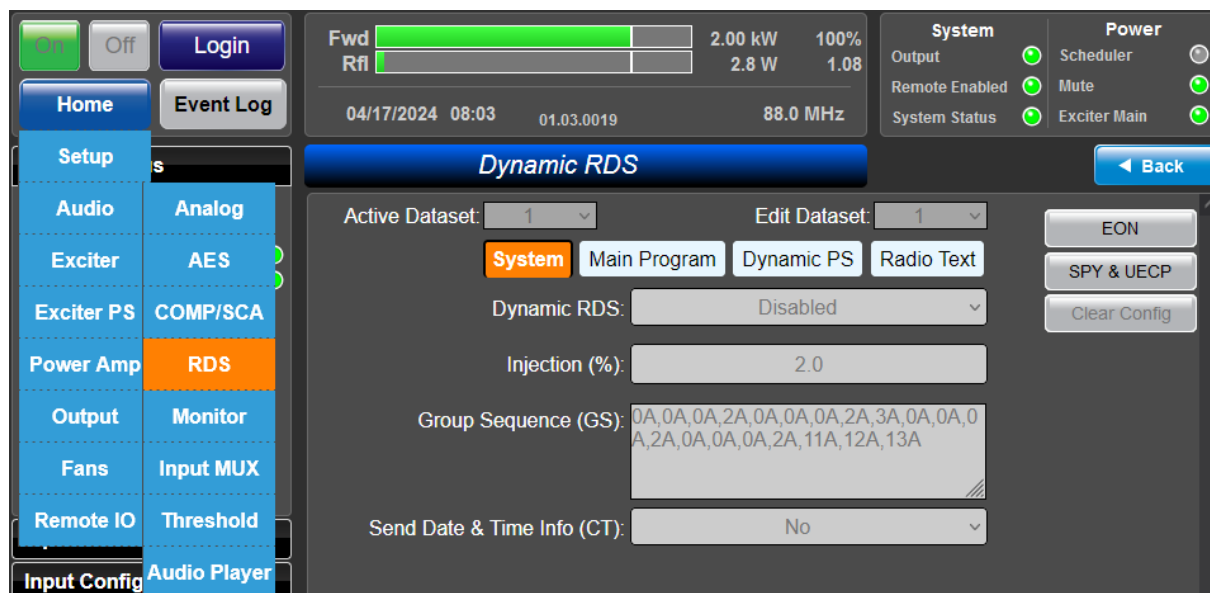 On Off Login
Home Event Log
Fwd 2.00 kW 100%
Rfl 2.8 W 1.08
04/17/2024 08:03 01.03.0019 88.0 MHz
System
Output
Remote Enabled
System Status
Power
Scheduler
Mute
Exciter Main
Setup
Audio
Exciter
Exciter PS
Power Amp
Output
Fans
Remote IO
Input Config
Analog
AES
COMP/SCA
RDS
Monitor
Input MUX
Threshold
Audio Player
Dynamic RDS
◄ Back
Active Dataset: 1 Edit Dataset: 1
System Main Program Dynamic PS Radio Text
Dynamic RDS: Disabled
Injection (%): 2.0
Group Sequence (GS): 0A,0A,0A,2A,0A,0A,0A,2A,3A,0A,0A,0
A,2A,0A,0A,0A,2A,11A,12A,13A
Send Date & Time Info (CT): No
EON
SPY & UECP
Clear Config